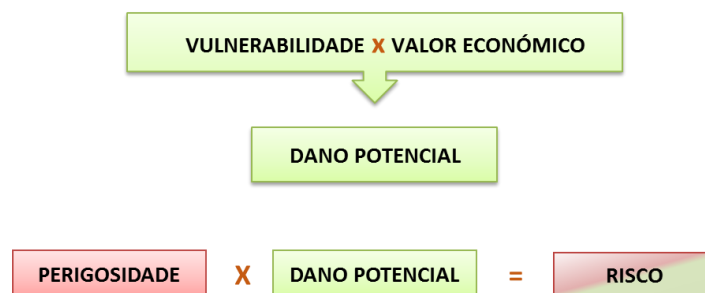 VULNERABILIDADE X VALOR ECONÓMICO
DANO POTENCIAL
PERIGOSIDADE X DANO POTENCIAL = RISCO